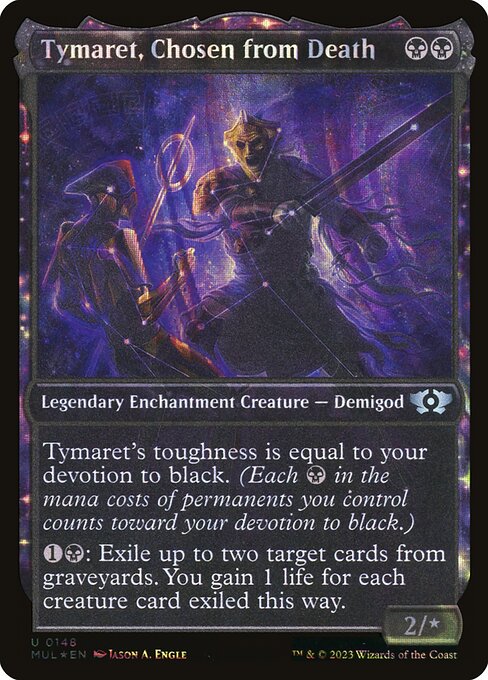 Tymaret, Chosen from Death
Legendary Enchantment Creature — Demigod
Tymaret's toughness is equal to your
devotion to black. (Each in the
mana costs of permanents you control
counts toward your devotion to black.)
1: Exile up to two target cards from
graveyards. You gain 1 life for each
creature card exiled this way.
2/*
U 0148
MUL★EN Jason A. Engle
™ & © 2023 Wizards of the Coast